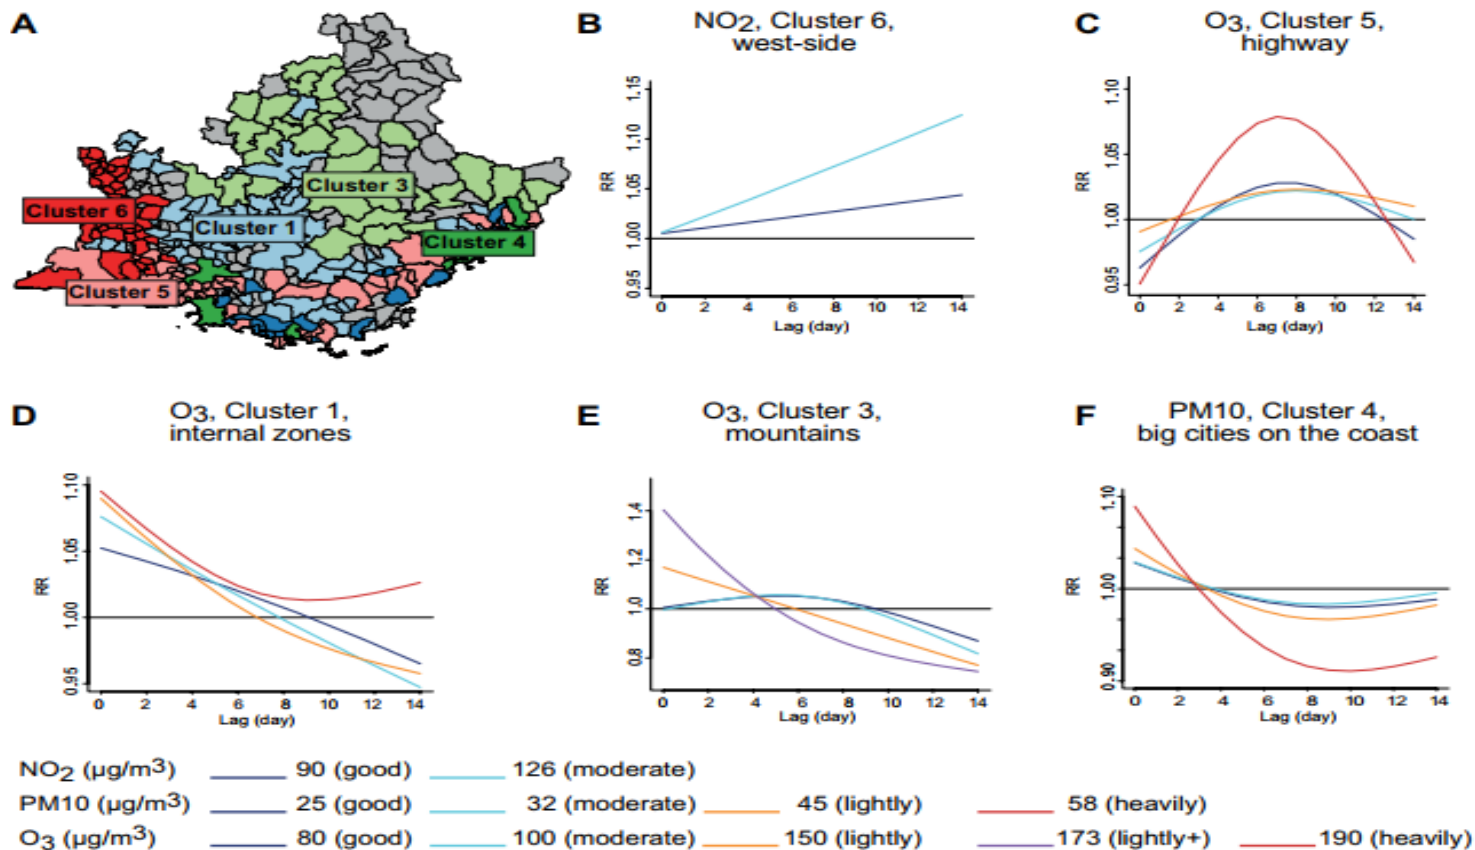 A
Cluster 3
Cluster 6
Cluster 1
Cluster 4
Cluster 5
B
NO2, Cluster 6,
west-side
1.15
1.10
1.05
1.00
0.95
RR
0 2 4 6 8 10 12 14
Lag (day)
C
O3, Cluster 5,
highway
1.10
1.05
1.00
0.95
RR
0 2 4 6 8 10 12 14
Lag (day)
D
O3, Cluster 1,
internal zones
1.10
1.05
1.00
0.95
RR
0 2 4 6 8 10 12 14
Lag (day)
E
O3, Cluster 3,
mountains
1.4
1.2
1.0
0.8
RR
0 2 4 6 8 10 12 14
Lag (day)
F
PM10, Cluster 4,
big cities on the coast
1.10
1.00
0.90
RR
0 2 4 6 8 10 12 14
Lag (day)
NO2 (µg/m3) 90 (good) 126 (moderate)
PM10 (µg/m3) 25 (good) 32 (moderate) 45 (lightly) 58 (heavily)
O3 (µg/m3) 80 (good) 100 (moderate) 150 (lightly) 173 (lightly+) 190 (heavily)